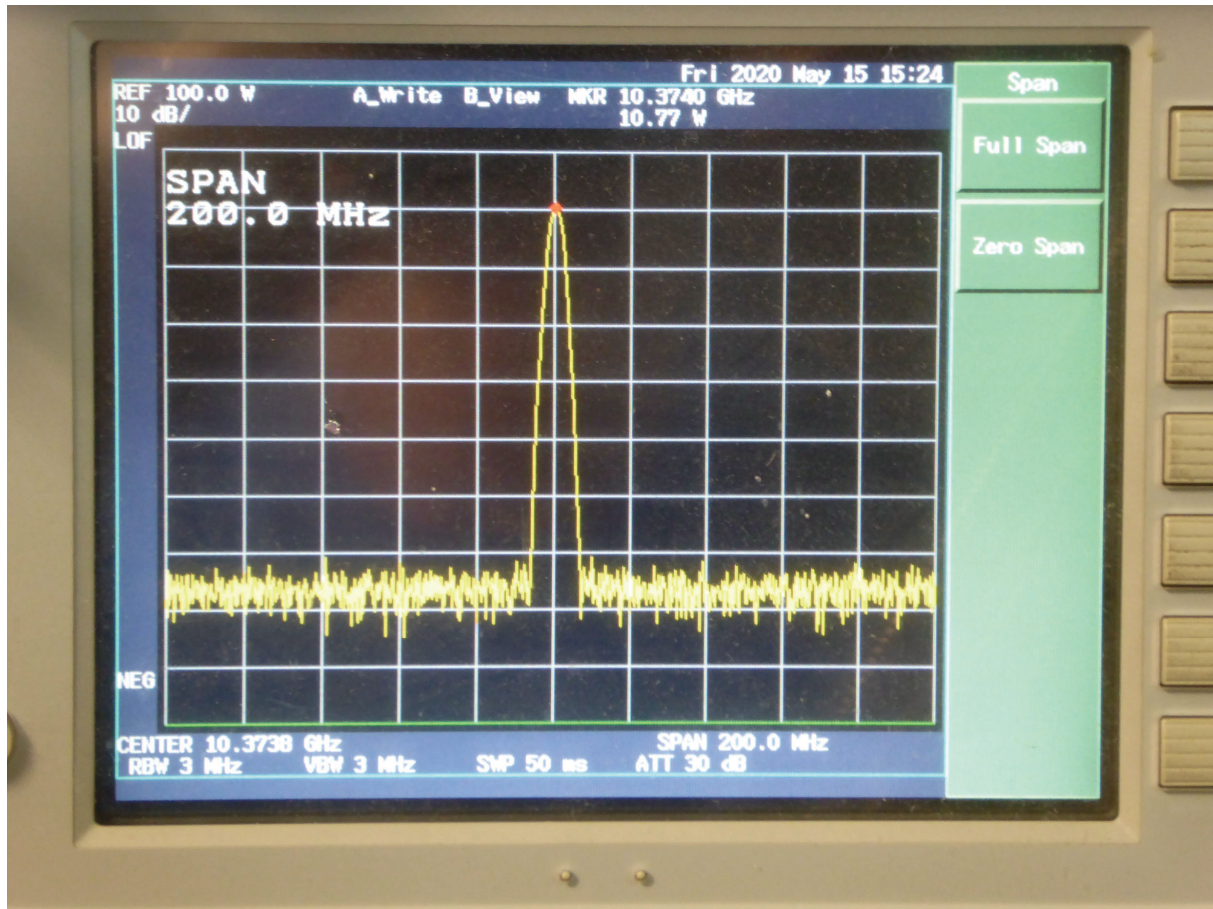 Fri 2020 May 15 15:24
REF 100.0 W A_Write B_View MKR 10.3740 GHz
10 dB/ 10.77 W
LOF
SPAN
200.0 MHz
NEG
CENTER 10.3738 GHz SPAN 200.0 MHz
RBW 3 MHz VBW 3 MHz SWP 50 ms ATT 30 dB
Span
Full Span
Zero Span